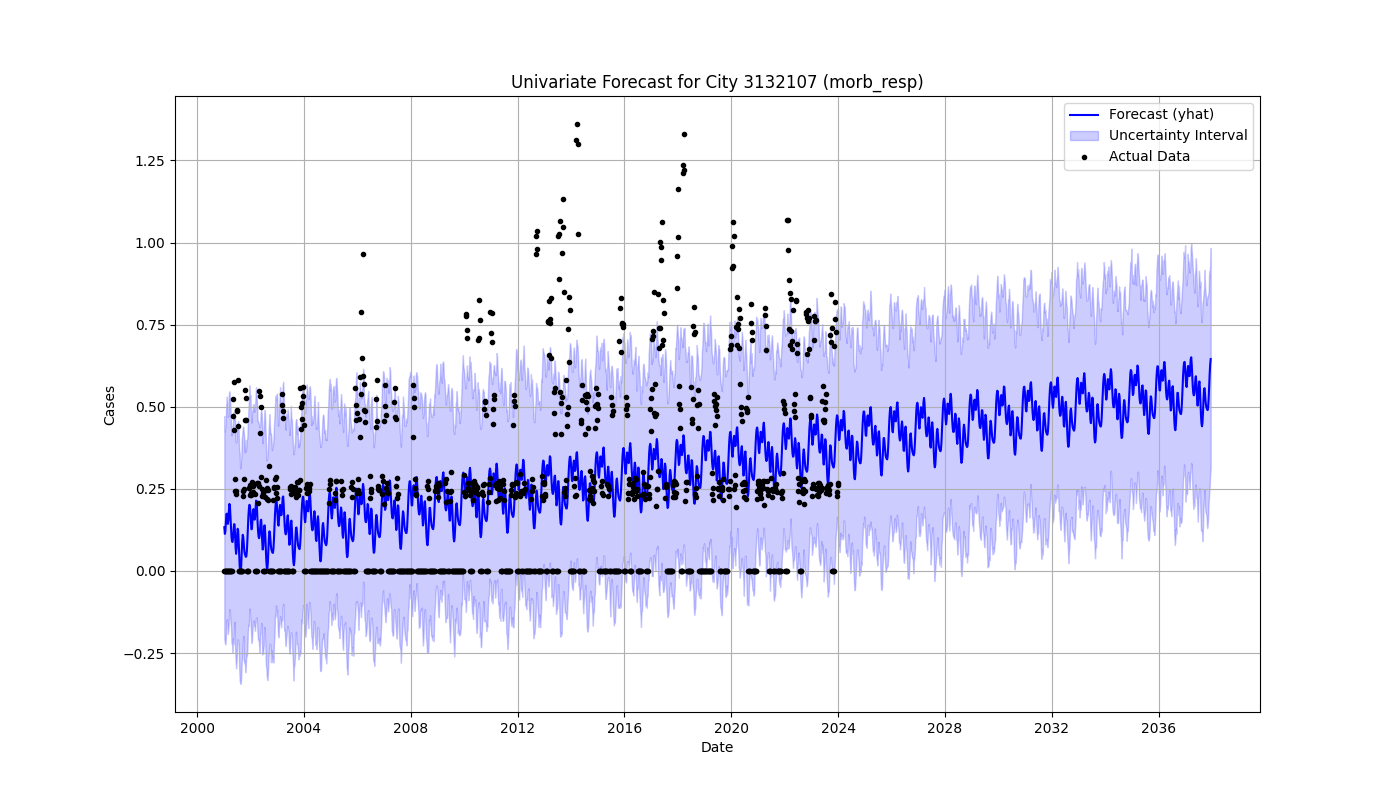 Univariate Forecast for City 3132107 (morb_resp)
Forecast (yhat)
Uncertainty Interval
Actual Data
Cases
1.25
1.00
0.75
0.50
0.25
0.00
−0.25
2000 2004 2008 2012 2016 2020 2024 2028 2032 2036
Date